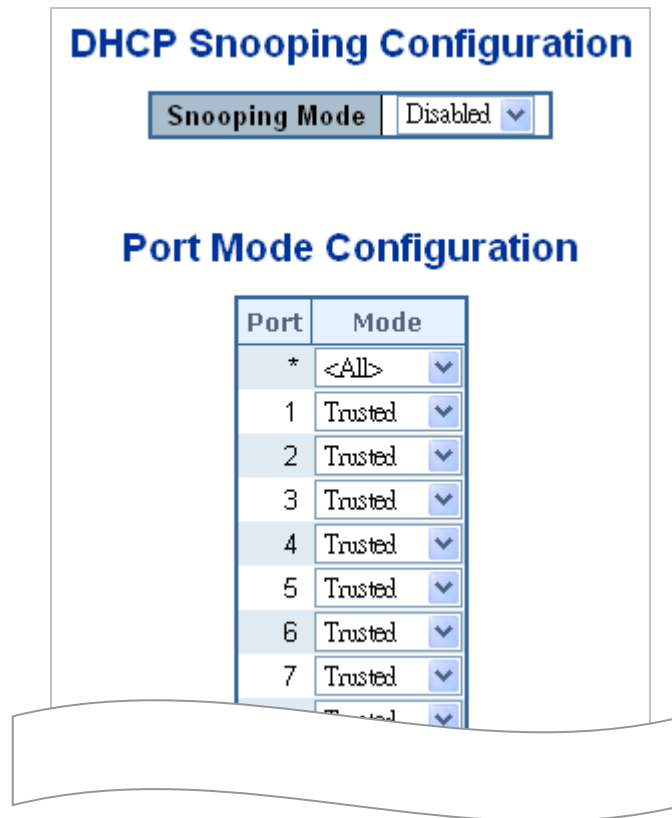 DHCP Snooping Configuration
Snooping Mode Disabled
Port Mode Configuration
Port Mode
* <All>
1 Trusted
2 Trusted
3 Trusted
4 Trusted
5 Trusted
6 Trusted
7 Trusted